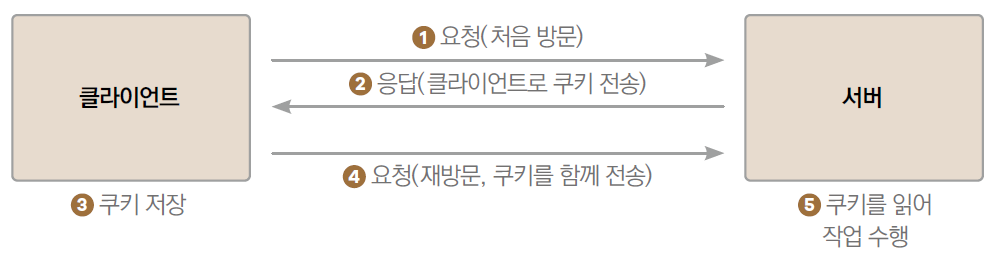 ❶ 요청(처음 방문)
❷ 응답(클라이언트로 쿠키 전송)
클라이언트
서버
❹ 요청(재방문, 쿠키를 함께 전송)
❸ 쿠키 저장
❺ 쿠키를 읽어
작업 수행